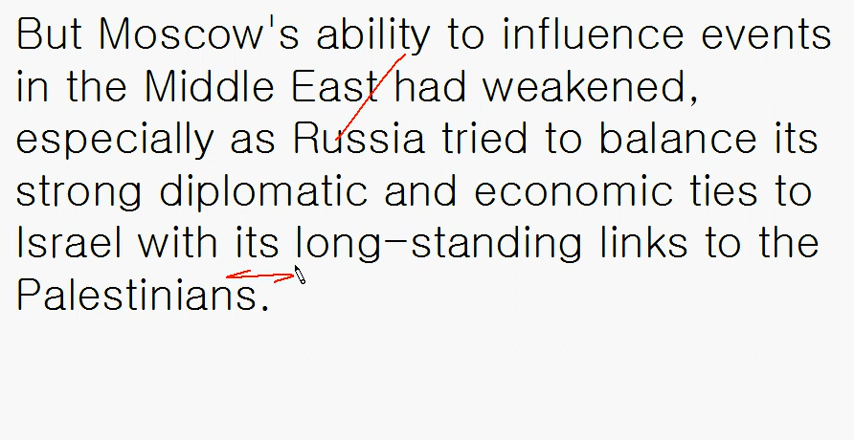 But Moscow's ability to influence events
in the Middle East had weakened,
especially as Russia tried to balance its
strong diplomatic and economic ties to
Israel with its long-standing links to the
Palestinians.